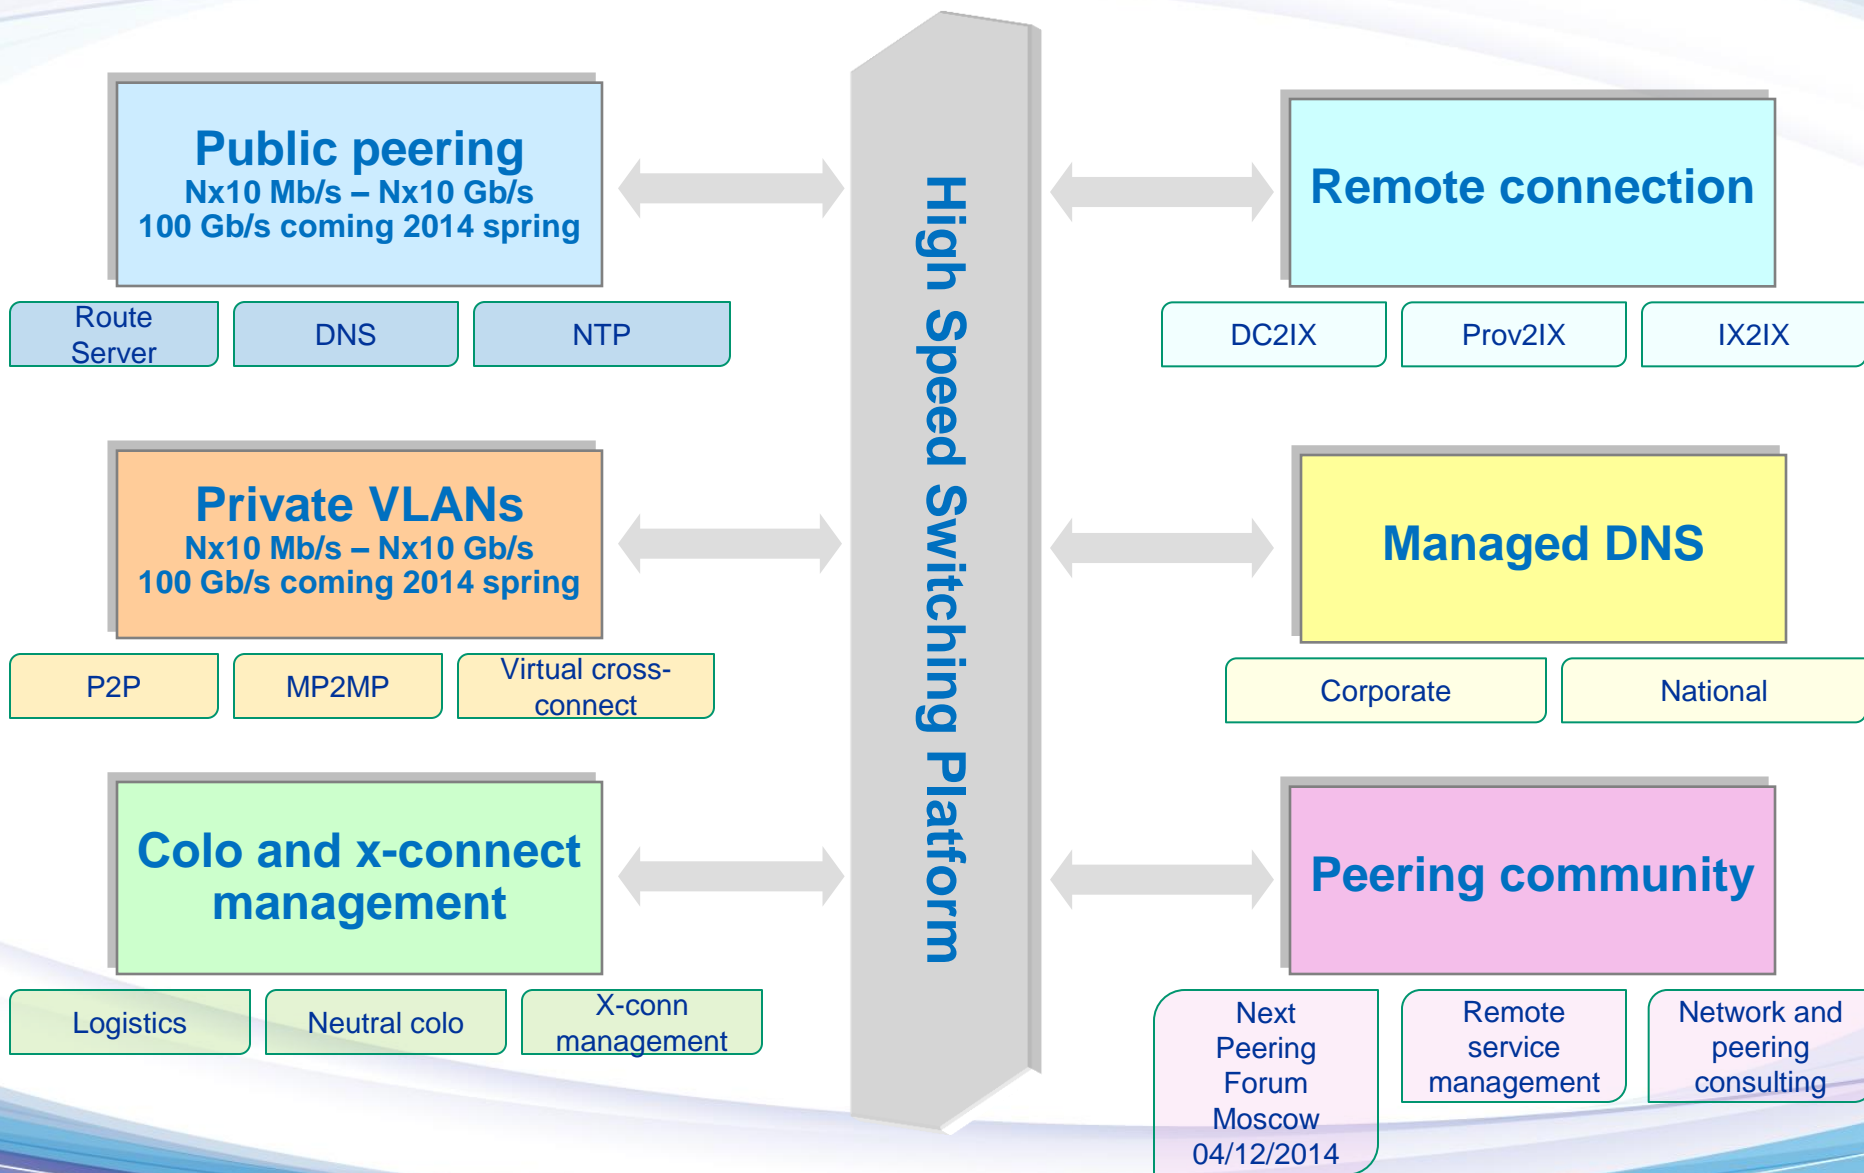 Public peering
Nx10 Mb/s – Nx10 Gb/s
100 Gb/s coming 2014 spring
Route
Server
DNS
NTP
Private VLANs
Nx10 Mb/s – Nx10 Gb/s
100 Gb/s coming 2014 spring
P2P
MP2MP
Virtual cross-
connect
Colo and x-connect
management
Logistics
Neutral colo
X-conn
management
High Speed Switching Platform
Remote connection
DC2IX
Prov2IX
IX2IX
Managed DNS
Corporate
National
Peering community
Next
Peering
Forum
Moscow
04/12/2014
Remote
service
management
Network and
peering
consulting